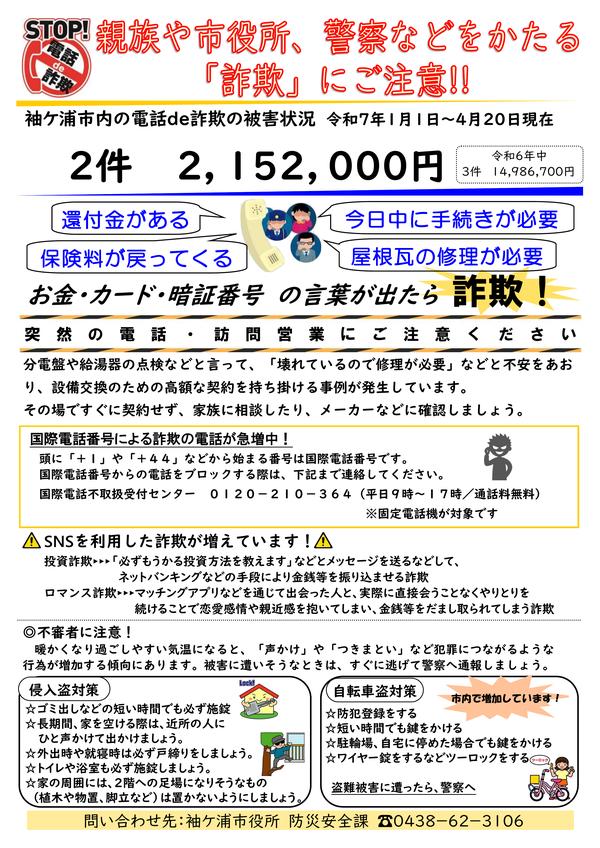 STOP!
電話
de
詐欺
親族や市役所、警察などをかたる
「詐欺」にご注意!!
袖ケ浦市内の電話de詐欺の被害状況 令和7年1月1日~4月20日現在
2件 2,152,000円
令和6年中
3件 14,986,700円
還付金がある
今日中に手続きが必要
保険料が戻ってくる
屋根瓦の修理が必要
お金・カード・暗証番号 の言葉が出たら 詐欺!
突然の電話・訪問営業にご注意ください
分電盤や給湯器の点検などと言って、「壊れているので修理が必要」などと不安をあお
り、設備交換のための高額な契約を持ち掛ける事例が発生しています。
その場ですぐに契約せず、家族に相談したり、メーカーなどに確認しましょう。
国際電話番号による詐欺の電話が急増中!
頭に「+1」や「+44」などから始まる番号は国際電話番号です。
国際電話番号からの電話をブロックする際は、下記まで連絡してください。
国際電話不取扱受付センター 0120-210-364(平日9時~17時/通話料無料)
※固定電話機が対象です
⚠SNSを利用した詐欺が増えています!⚠
投資詐欺‣‣‣「必ずもうかる投資方法を教えます」などとメッセージを送るなどして、
ネットバンキングなどの手段により金銭等を振り込ませる詐欺
ロマンス詐欺‣‣‣マッチングアプリなどを通じて出会った人と、実際に直接会うことなくやりとりを
続けることで恋愛感情や親近感を抱いてしまい、金銭等をだまし取られてしまう詐欺
◎不審者に注意!
暖かくなり過ごしやすい気温になると、「声かけ」や「つきまとい」など犯罪につながるような
行為が増加する傾向にあります。被害に遭いそうなときは、すぐに逃げて警察へ通報しましょう。
侵入盗対策
Lock!
☆ゴミ出しなどの短い時間でも必ず施錠
☆長期間、家を空ける際は、近所の人に
ひと声かけて出かけましょう。
☆外出時や就寝時は必ず戸締りをしましょう。
☆トイレや浴室も必ず施錠しましょう。
☆家の周囲には、2階への足場になりそうなもの
(植木や物置、脚立など)は置かないようにしましょう。
自転車盗対策
市内で増加しています!
☆防犯登録をする
☆短い時間でも鍵をかける
☆駐輪場、自宅に停めた場合でも鍵をかける
☆ワイヤー錠をするなどツーロックをする
ツーロック
盗難被害に遭ったら、警察へ
問い合わせ先:袖ケ浦市役所 防災安全課 ☎0438-62-3106